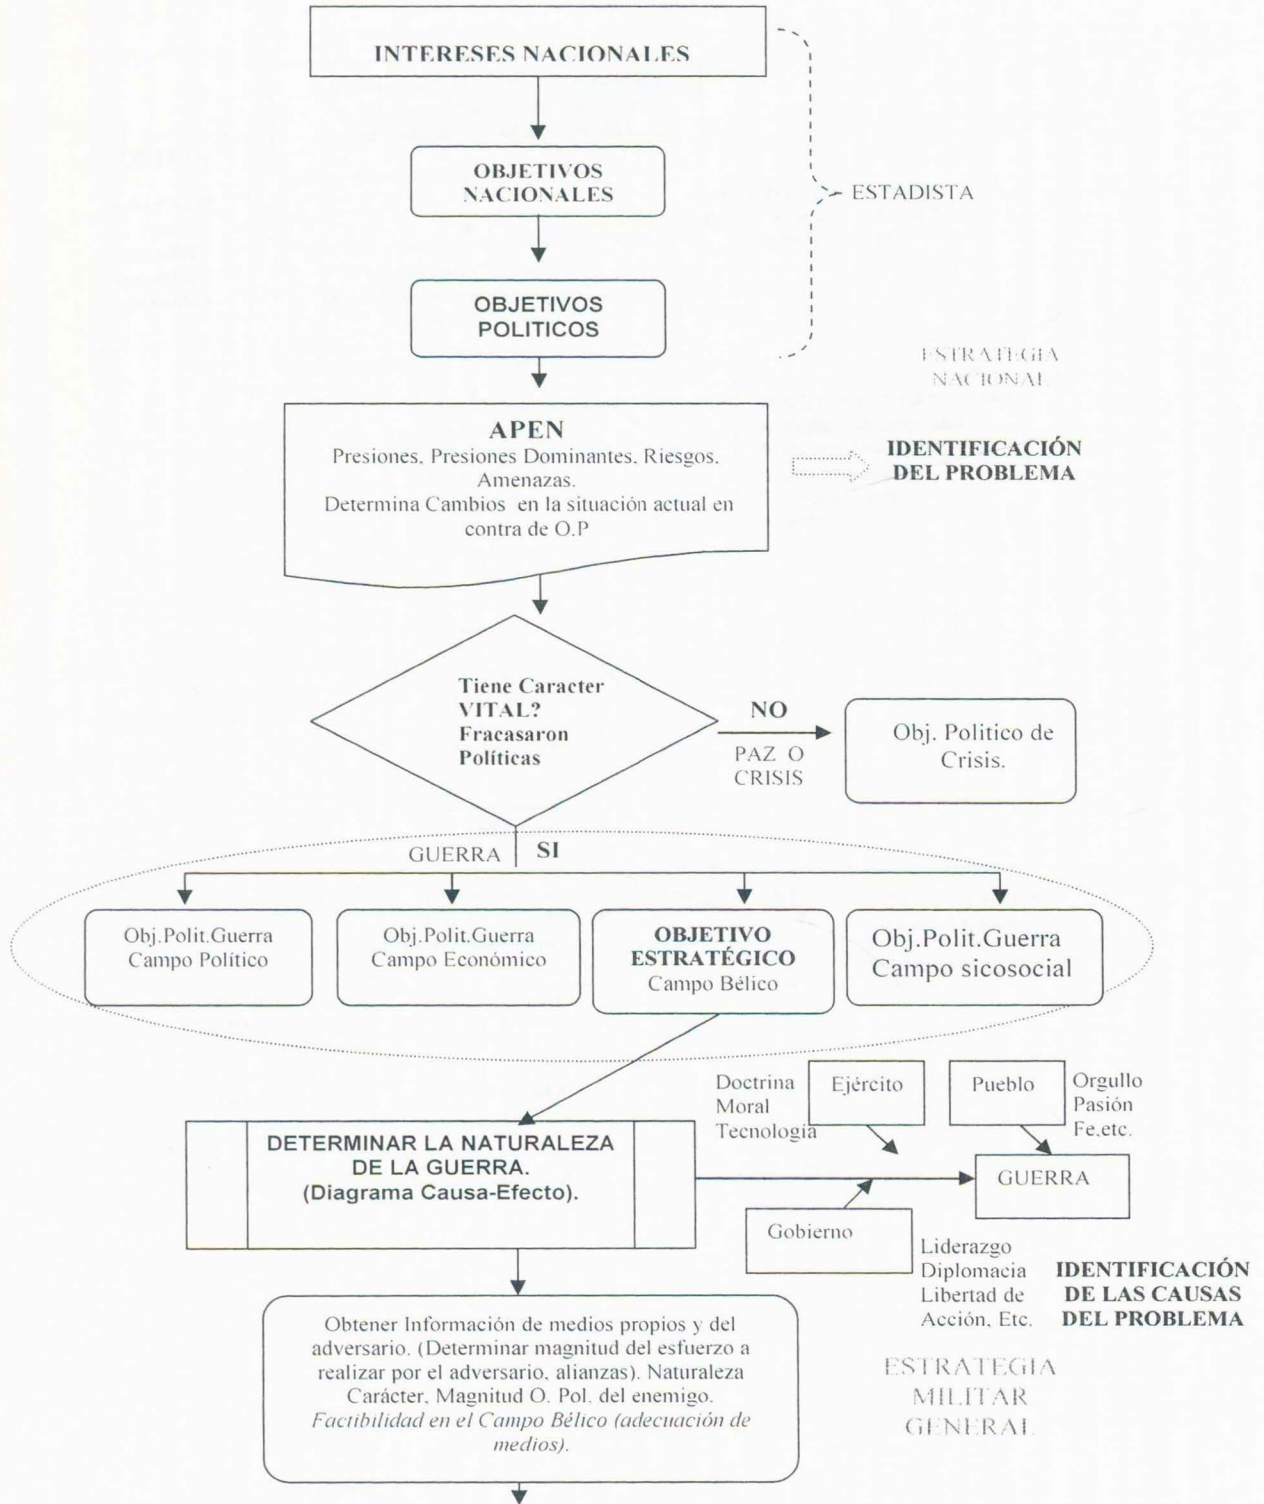 INTERESES NACIONALES
OBJETIVOS
NACIONALES
ESTADISTA
OBJETIVOS
POLITICOS
ESTRATEGIA
NACIONAL
APEN
Presiones, Presiones Dominantes, Riesgos,
Amenazas.
Determina Cambios en la situación actual en
contra de O.P
IDENTIFICACIÓN
DEL PROBLEMA
Tiene Caracter
VITAL?
Fracasaron
Políticas
NO
PAZ O
CRISIS
Obj. Politico de
Crisis.
GUERRA
SI
Obj.Polit.Guerra
Campo Político
Obj.Polit.Guerra
Campo Económico
OBJETIVO
ESTRATÉGICO
Campo Bélico
Obj.Polit.Guerra
Campo sicosocial
Doctrina
Moral
Tecnología
Ejército
Pueblo
Orgullo
Pasión
Fe.etc.
DETERMINAR LA NATURALEZA
DE LA GUERRA.
(Diagrama Causa-Efecto).
GUERRA
Gobierno
Liderazgo
Diplomacia
Libertad de
Acción, Etc.
IDENTIFICACIÓN
DE LAS CAUSAS
DEL PROBLEMA
Obtener Información de medios propios y del
adversario. (Determinar magnitud del esfuerzo a
realizar por el adversario, alianzas). Naturaleza
Carácter, Magnitud O. Pol. del enemigo.
Factibilidad en el Campo Bélico (adecuación de
medios).
ESTRATEGIA
MILITAR
GENERAL